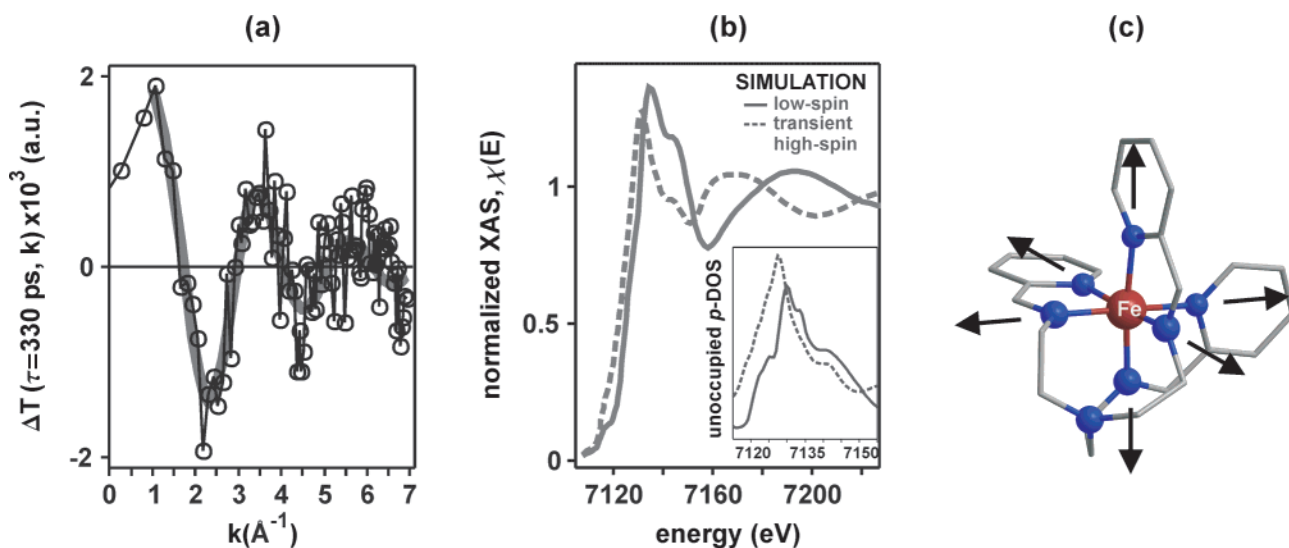 (a)
(b)
(c)
ΔT (τ=330 ps, k) x10³ (a.u.)
2
0
-2
0 1 2 3 4 5 6 7
k(Å⁻¹)
normalized XAS, χ(E)
1
0.5
0
SIMULATION
low-spin
transient
high-spin
unoccupied p-DOS
7120 7135 7150
7120 7160 7200
energy (eV)
Fe